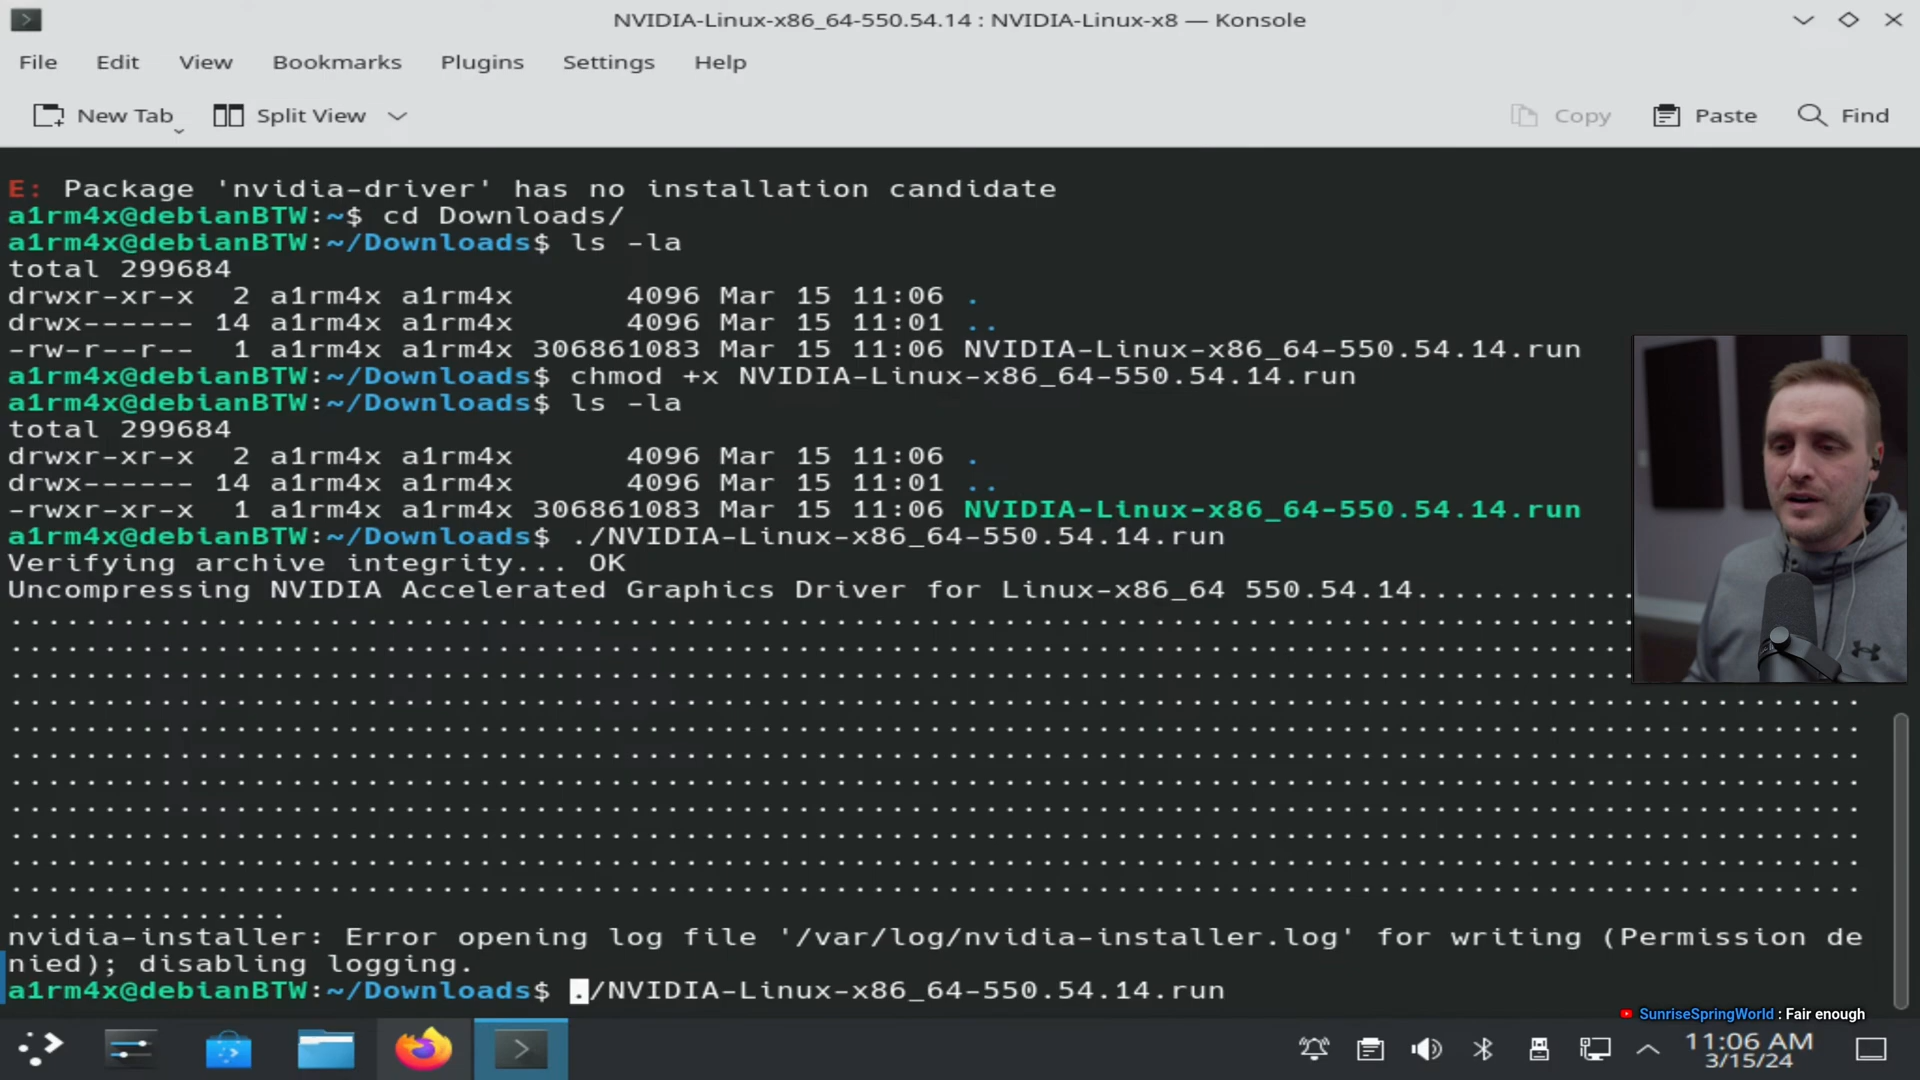 NVIDIA-Linux-x86_64-550.54.14 : NVIDIA-Linux-x8 — Konsole
File Edit View Bookmarks Plugins Settings Help
New Tab Split View Copy Paste Find
E: Package 'nvidia-driver' has no installation candidate
a1rm4x@debianBTW:~$ cd Downloads/
a1rm4x@debianBTW:~/Downloads$ ls -la
total 299684
drwxr-xr-x 2 a1rm4x a1rm4x 4096 Mar 15 11:06 .
drwx------ 14 a1rm4x a1rm4x 4096 Mar 15 11:01 ..
-rw-r--r-- 1 a1rm4x a1rm4x 306861083 Mar 15 11:06 NVIDIA-Linux-x86_64-550.54.14.run
a1rm4x@debianBTW:~/Downloads$ chmod +x NVIDIA-Linux-x86_64-550.54.14.run
a1rm4x@debianBTW:~/Downloads$ ls -la
total 299684
drwxr-xr-x 2 a1rm4x a1rm4x 4096 Mar 15 11:06 .
drwx------ 14 a1rm4x a1rm4x 4096 Mar 15 11:01 ..
-rwxr-xr-x 1 a1rm4x a1rm4x 306861083 Mar 15 11:06 NVIDIA-Linux-x86_64-550.54.14.run
a1rm4x@debianBTW:~/Downloads$ ./NVIDIA-Linux-x86_64-550.54.14.run
Verifying archive integrity... OK
Uncompressing NVIDIA Accelerated Graphics Driver for Linux-x86_64 550.54.14............
nvidia-installer: Error opening log file '/var/log/nvidia-installer.log' for writing (Permission de
nied); disabling logging.
a1rm4x@debianBTW:~/Downloads$ ./NVIDIA-Linux-x86_64-550.54.14.run
SunriseSpringWorld : Fair enough
11:06 AM
3/15/24